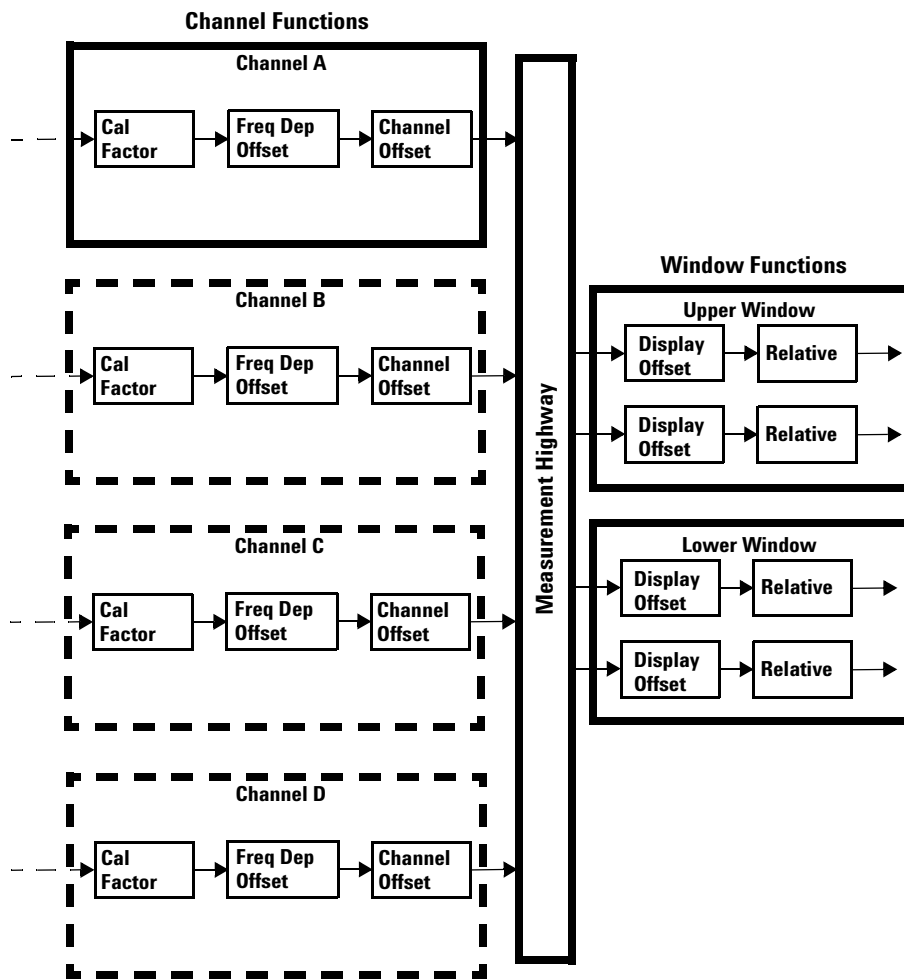 Channel Functions
Channel A
Cal
Factor
Freq Dep
Offset
Channel
Offset
Channel B
Cal
Factor
Freq Dep
Offset
Channel
Offset
Channel C
Cal
Factor
Freq Dep
Offset
Channel
Offset
Channel D
Cal
Factor
Freq Dep
Offset
Channel
Offset
Measurement Highway
Window Functions
Upper Window
Display
Offset
Relative
Display
Offset
Relative
Lower Window
Display
Offset
Relative
Display
Offset
Relative